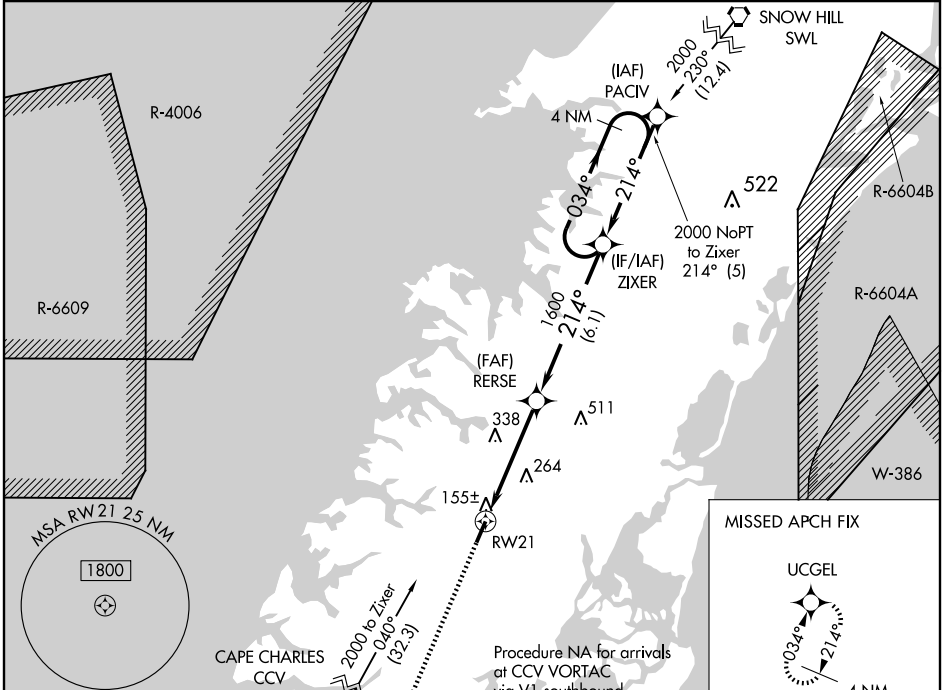 SNOW HILL
SWL
2000
230°
(12.4)
(IAF)
PACIV
4 NM
R-4006
034°
214°
522
R-6604B
2000 NoPT
to Zixer
214° (5)
(IF/IAF)
ZIXER
R-6609
R-6604A
1600
214°
(6.1)
(FAF)
RERSE
338
511
264
W-386
155±
RW21
MSA RW21 25 NM
1800
MISSED APCH FIX
UCGEL
034°
214°
4 NM
2000 to Zixer
040°
(32.3)
CAPE CHARLES
CCV
Procedure NA for arrivals
at CCV VORTAC
via V1 southbound